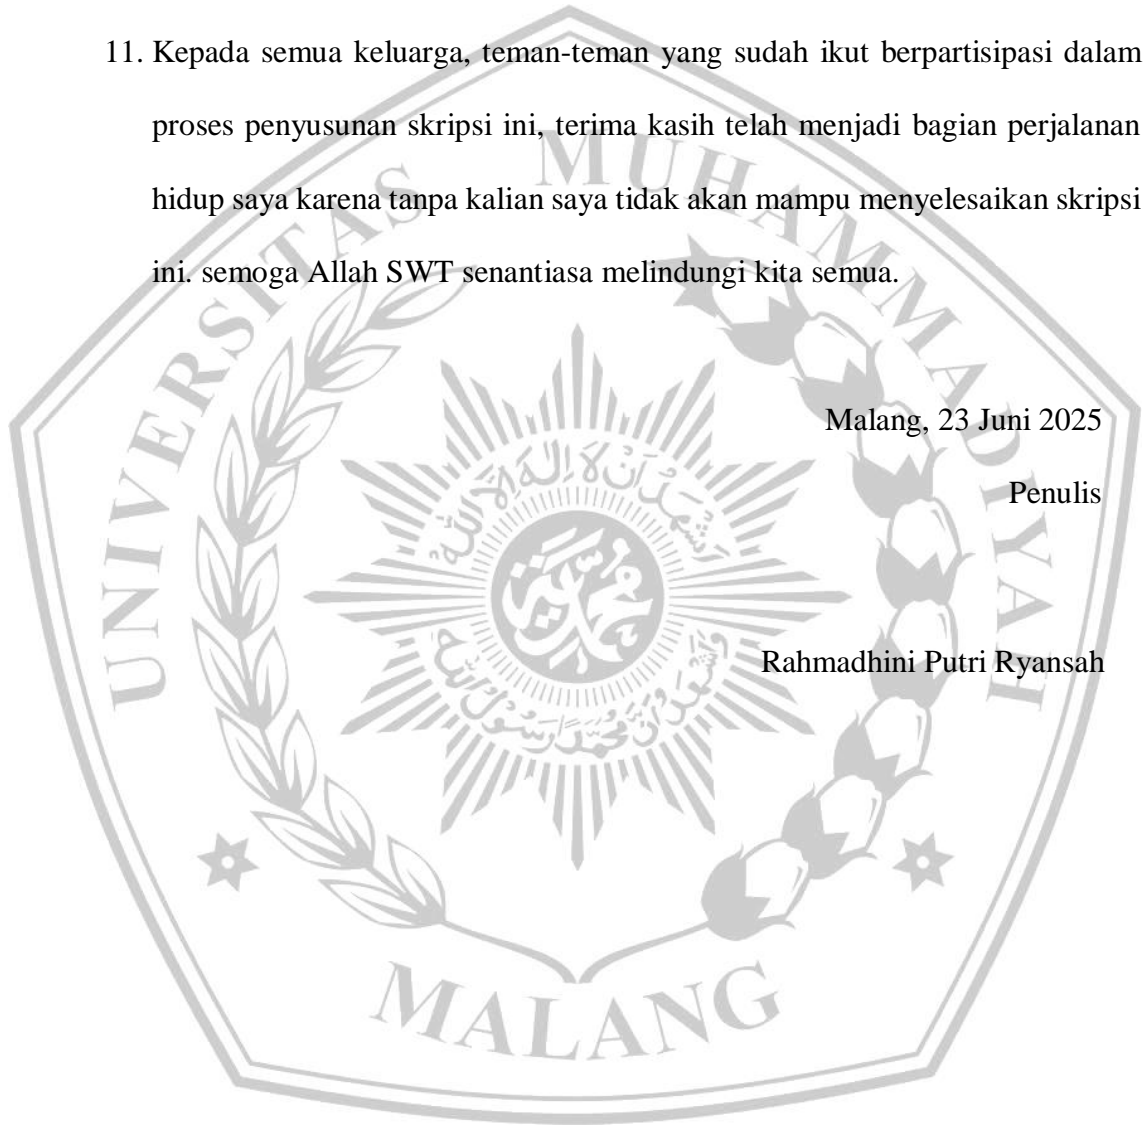 11. Kepada semua keluarga, teman-teman yang sudah ikut berpartisipasi dalam
proses penyusunan skripsi ini, terima kasih telah menjadi bagian perjalanan
hidup saya karena tanpa kalian saya tidak akan mampu menyelesaikan skripsi
ini. semoga Allah SWT senantiasa melindungi kita semua.
Malang, 23 Juni 2025
Penulis
Rahmadhini Putri Ryansah
UNIVERSITAS MUHAMMADIYAH
MALANG